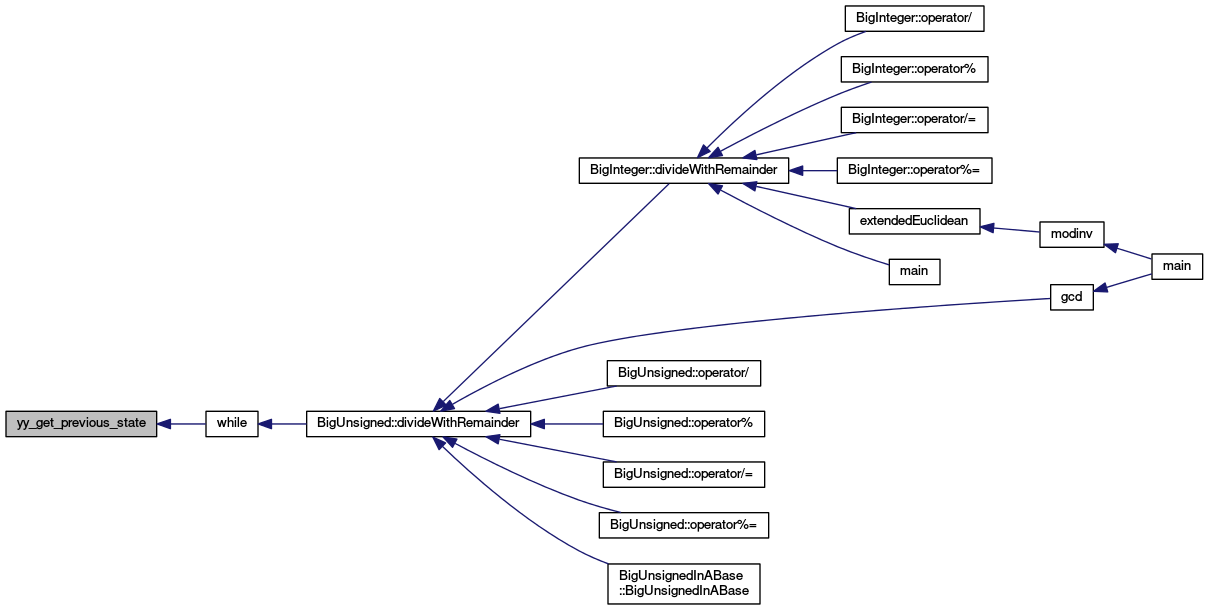 BigInteger::operator/
BigInteger::operator%
BigInteger::operator/=
BigInteger::divideWithRemainder
BigInteger::operator%=
extendedEuclidean
modinv
main
main
gcd
BigUnsigned::operator/
yy_get_previous_state
while
BigUnsigned::divideWithRemainder
BigUnsigned::operator%
BigUnsigned::operator/=
BigUnsigned::operator%=
BigUnsignedInABase
::BigUnsignedInABase